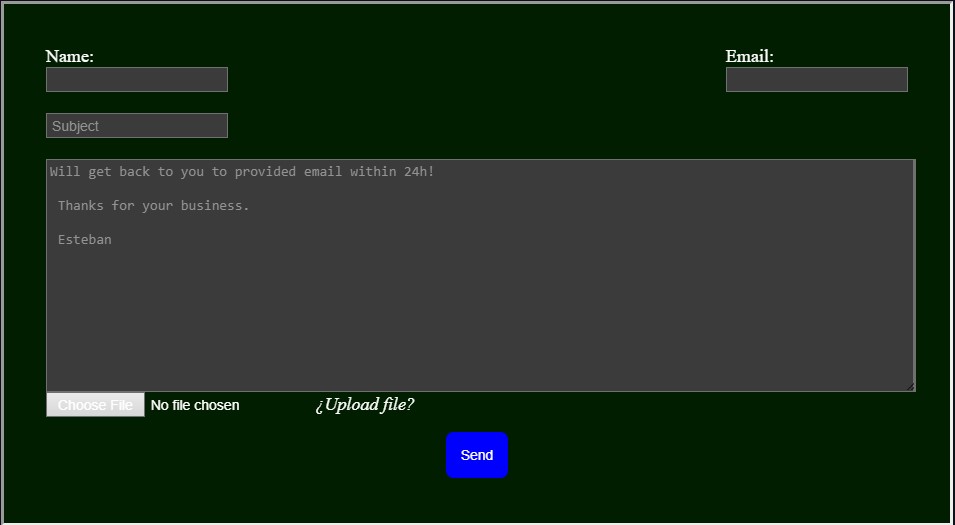 Name: Email:
Subject
Will get back to you to provided email within 24h!
Thanks for your business.
Esteban
Choose File No file chosen ¿Upload file?
Send